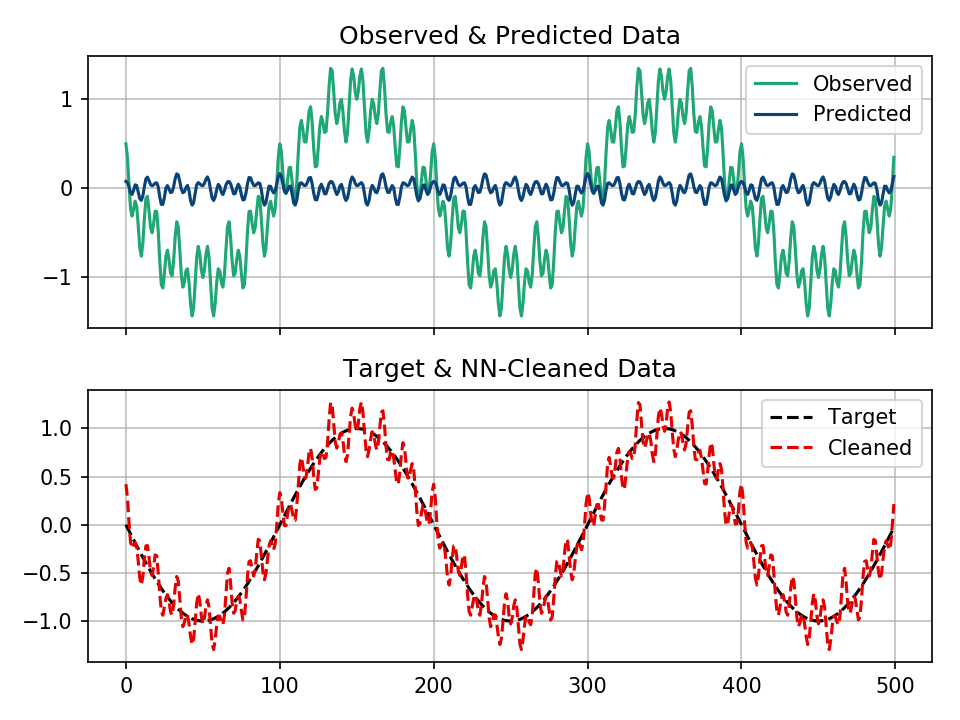 Observed & Predicted Data
1
0
−1
Observed
Predicted
Target & NN-Cleaned Data
1.0
0.5
0.0
−0.5
−1.0
Target
Cleaned
0 100 200 300 400 500